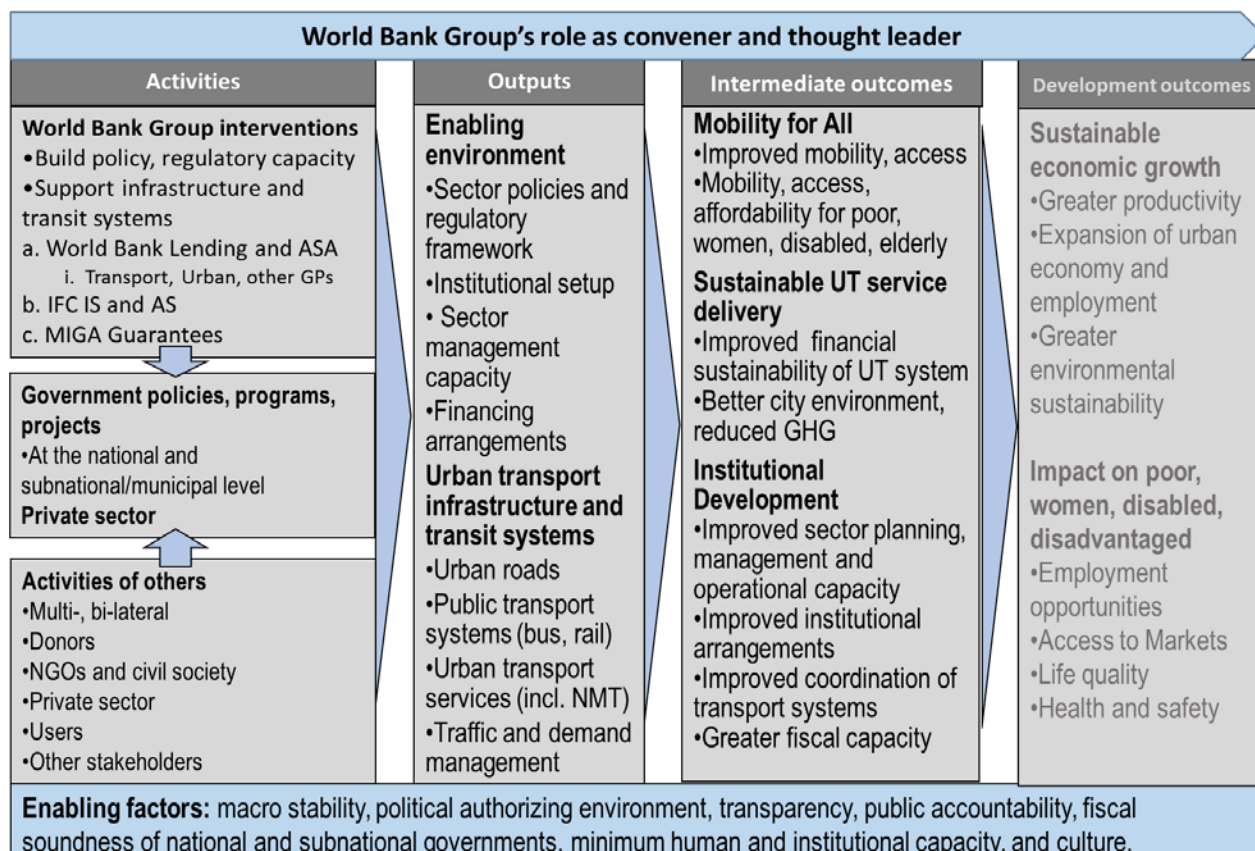 World Bank Group's role as convener and thought leader
Activities
World Bank Group interventions
•Build policy, regulatory capacity
•Support infrastructure and
transit systems
a. World Bank Lending and ASA
i. Transport, Urban, other GPs
b. IFC IS and AS
c. MIGA Guarantees
Government policies, programs,
projects
•At the national and
subnational/municipal level
Private sector
Activities of others
•Multi-, bi-lateral
•Donors
•NGOs and civil society
•Private sector
•Users
•Other stakeholders
Outputs
Enabling
environment
•Sector policies and
regulatory
framework
•Institutional setup
• Sector
management
capacity
•Financing
arrangements
Urban transport
infrastructure and
transit systems
•Urban roads
•Public transport
systems (bus, rail)
•Urban transport
services (incl. NMT)
•Traffic and demand
management
Intermediate outcomes
Mobility for All
•Improved mobility, access
•Mobility, access,
affordability for poor,
women, disabled, elderly
Sustainable UT service
delivery
•Improved financial
sustainability of UT system
•Better city environment,
reduced GHG
Institutional
Development
•Improved sector planning,
management and
operational capacity
•Improved institutional
arrangements
•Improved coordination of
transport systems
•Greater fiscal capacity
Development outcomes
Sustainable
economic growth
•Greater productivity
•Expansion of urban
economy and
employment
•Greater
environmental
sustainability
Impact on poor,
women, disabled,
disadvantaged
•Employment
opportunities
•Access to Markets
•Life quality
•Health and safety
Enabling factors: macro stability, political authorizing environment, transparency, public accountability, fiscal
soundness of national and subnational governments, minimum human and institutional capacity, and culture.